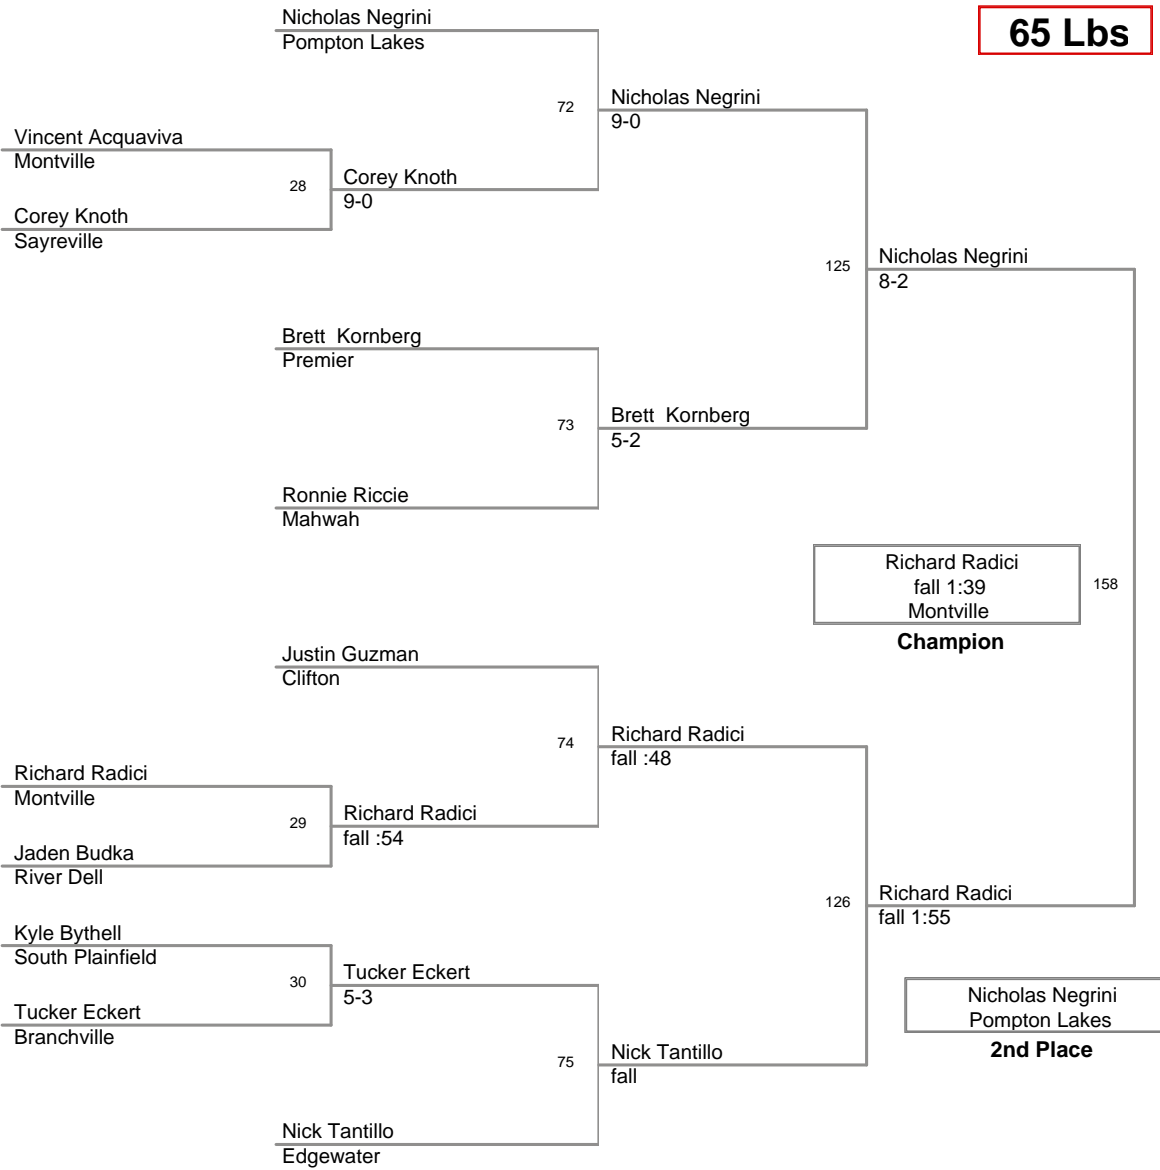 Nicholas Negrini
Pompton Lakes
65 Lbs
72
Nicholas Negrini
9-0
Vincent Acquaviva
Montville
28
Corey Knoth
9-0
Corey Knoth
Sayreville
125
Nicholas Negrini
8-2
Brett  Kornberg
Premier
73
Brett  Kornberg
5-2
Ronnie Riccie
Mahwah
Richard Radici
fall 1:39
Montville
158
Champion
Justin Guzman
Clifton
74
Richard Radici
fall :48
Richard Radici
Montville
29
Richard Radici
fall :54
Jaden Budka
River Dell
126
Richard Radici
fall 1:55
Kyle Bythell
South Plainfield
30
Tucker Eckert
5-3
Tucker Eckert
Branchville
Nicholas Negrini
Pompton Lakes
2nd Place
75
Nick Tantillo
fall
Nick Tantillo
Edgewater